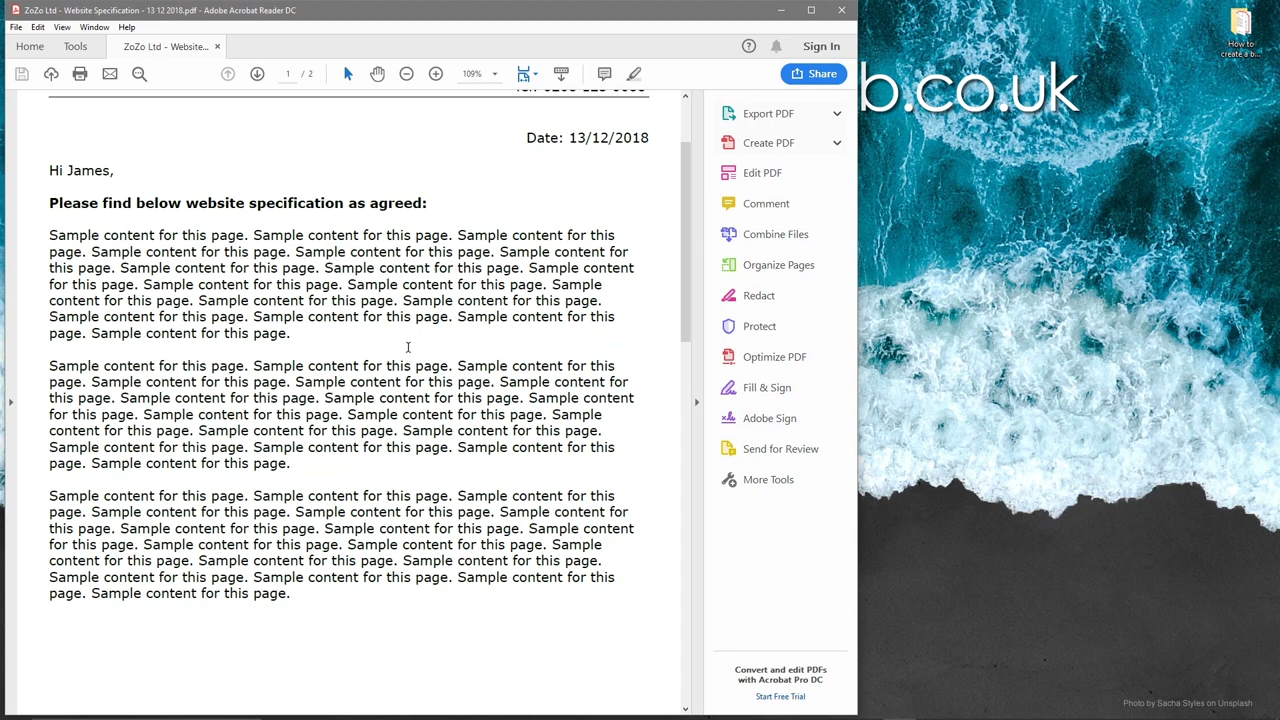 ZoZo Ltd - Website Specification - 13 12 2018.pdf - Adobe Acrobat Reader DC
File Edit View Window Help
Home Tools ZoZo Ltd - Website... × Sign In
1 / 2 109% Share
Date: 13/12/2018
Hi James,
Please find below website specification as agreed:
Sample content for this page. Sample content for this page. Sample content for this
page. Sample content for this page. Sample content for this page. Sample content
for this page. Sample content for this page. Sample content for this page. Sample content
for this page. Sample content for this page. Sample content for this page. Sample
content for this page. Sample content for this page. Sample content for this page.
Sample content for this page. Sample content for this page. Sample content for this
page. Sample content for this page.
Sample content for this page. Sample content for this page. Sample content for this
page. Sample content for this page. Sample content for this page. Sample content
for this page. Sample content for this page. Sample content for this page. Sample content
for this page. Sample content for this page. Sample content for this page. Sample
content for this page. Sample content for this page. Sample content for this page.
Sample content for this page. Sample content for this page. Sample content for this
page. Sample content for this page.
Sample content for this page. Sample content for this page. Sample content for this
page. Sample content for this page. Sample content for this page. Sample content
for this page. Sample content for this page. Sample content for this page. Sample content
for this page. Sample content for this page. Sample content for this page. Sample
content for this page. Sample content for this page. Sample content for this page.
Sample content for this page. Sample content for this page. Sample content for this
page. Sample content for this page.
Export PDF
Create PDF
Edit PDF
Comment
Combine Files
Organize Pages
Redact
Protect
Optimize PDF
Fill & Sign
Adobe Sign
Send for Review
More Tools
Convert and edit PDFs
with Acrobat Pro DC
Start Free Trial
b.co.uk
How to
create a b...
Photo by Sacha Styles on Unsplash